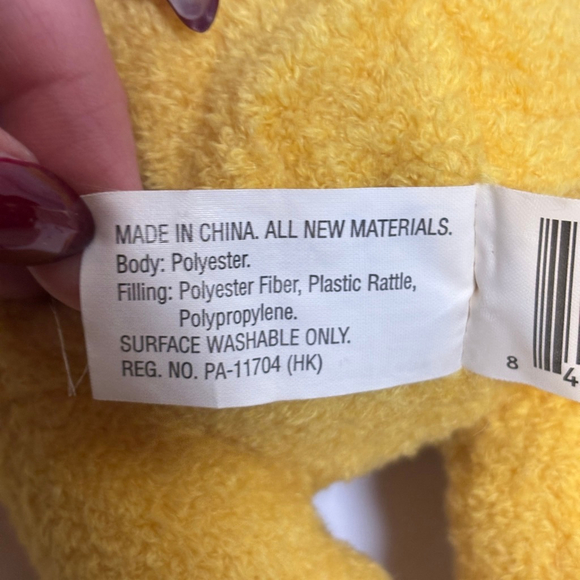 MADE IN CHINA. ALL NEW MATERIALS.
Body: Polyester.
Filling: Polyester Fiber, Plastic Rattle,
Polypropylene.
SURFACE WASHABLE ONLY.
REG. NO. PA-11704 (HK)
8 4